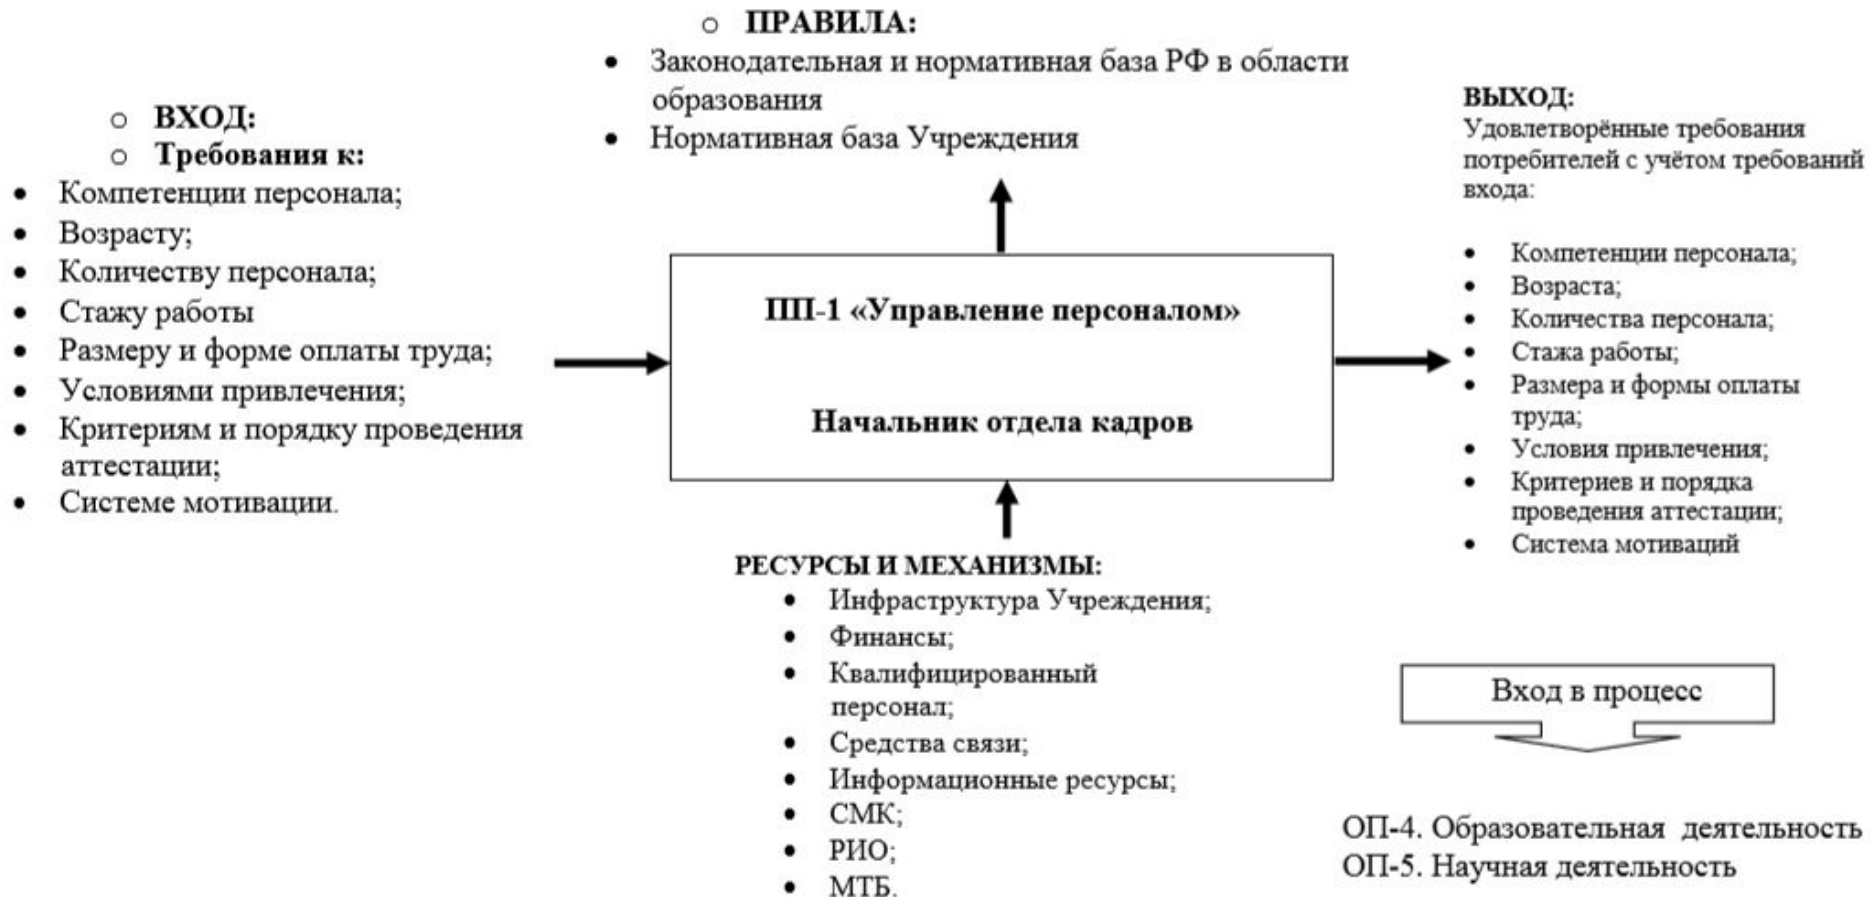 ПРАВИЛА:
Законодательная и нормативная база РФ в области
образования
Нормативная база Учреждения
ВХОД:
Требования к:
Компетенции персонала;
Возрасту;
Количеству персонала;
Стажу работы
Размеру и форме оплаты труда;
Условиями привлечения;
Критериям и порядку проведения
аттестации;
Системе мотивации.
ПП-1 «Управление персоналом»
Начальник отдела кадров
РЕСУРСЫ И МЕХАНИЗМЫ:
Инфраструктура Учреждения;
Финансы;
Квалифицированный
персонал;
Средства связи;
Информационные ресурсы;
СМК;
РИО;
МТБ.
ВЫХОД:
Удовлетворённые требования
потребителей с учётом требований
входа:
Компетенции персонала;
Возраста;
Количества персонала;
Стажа работы;
Размера и формы оплаты
труда;
Условия привлечения;
Критериев и порядка
проведения аттестации;
Система мотиваций
Вход в процесс
ОП-4. Образовательная деятельность
ОП-5. Научная деятельность